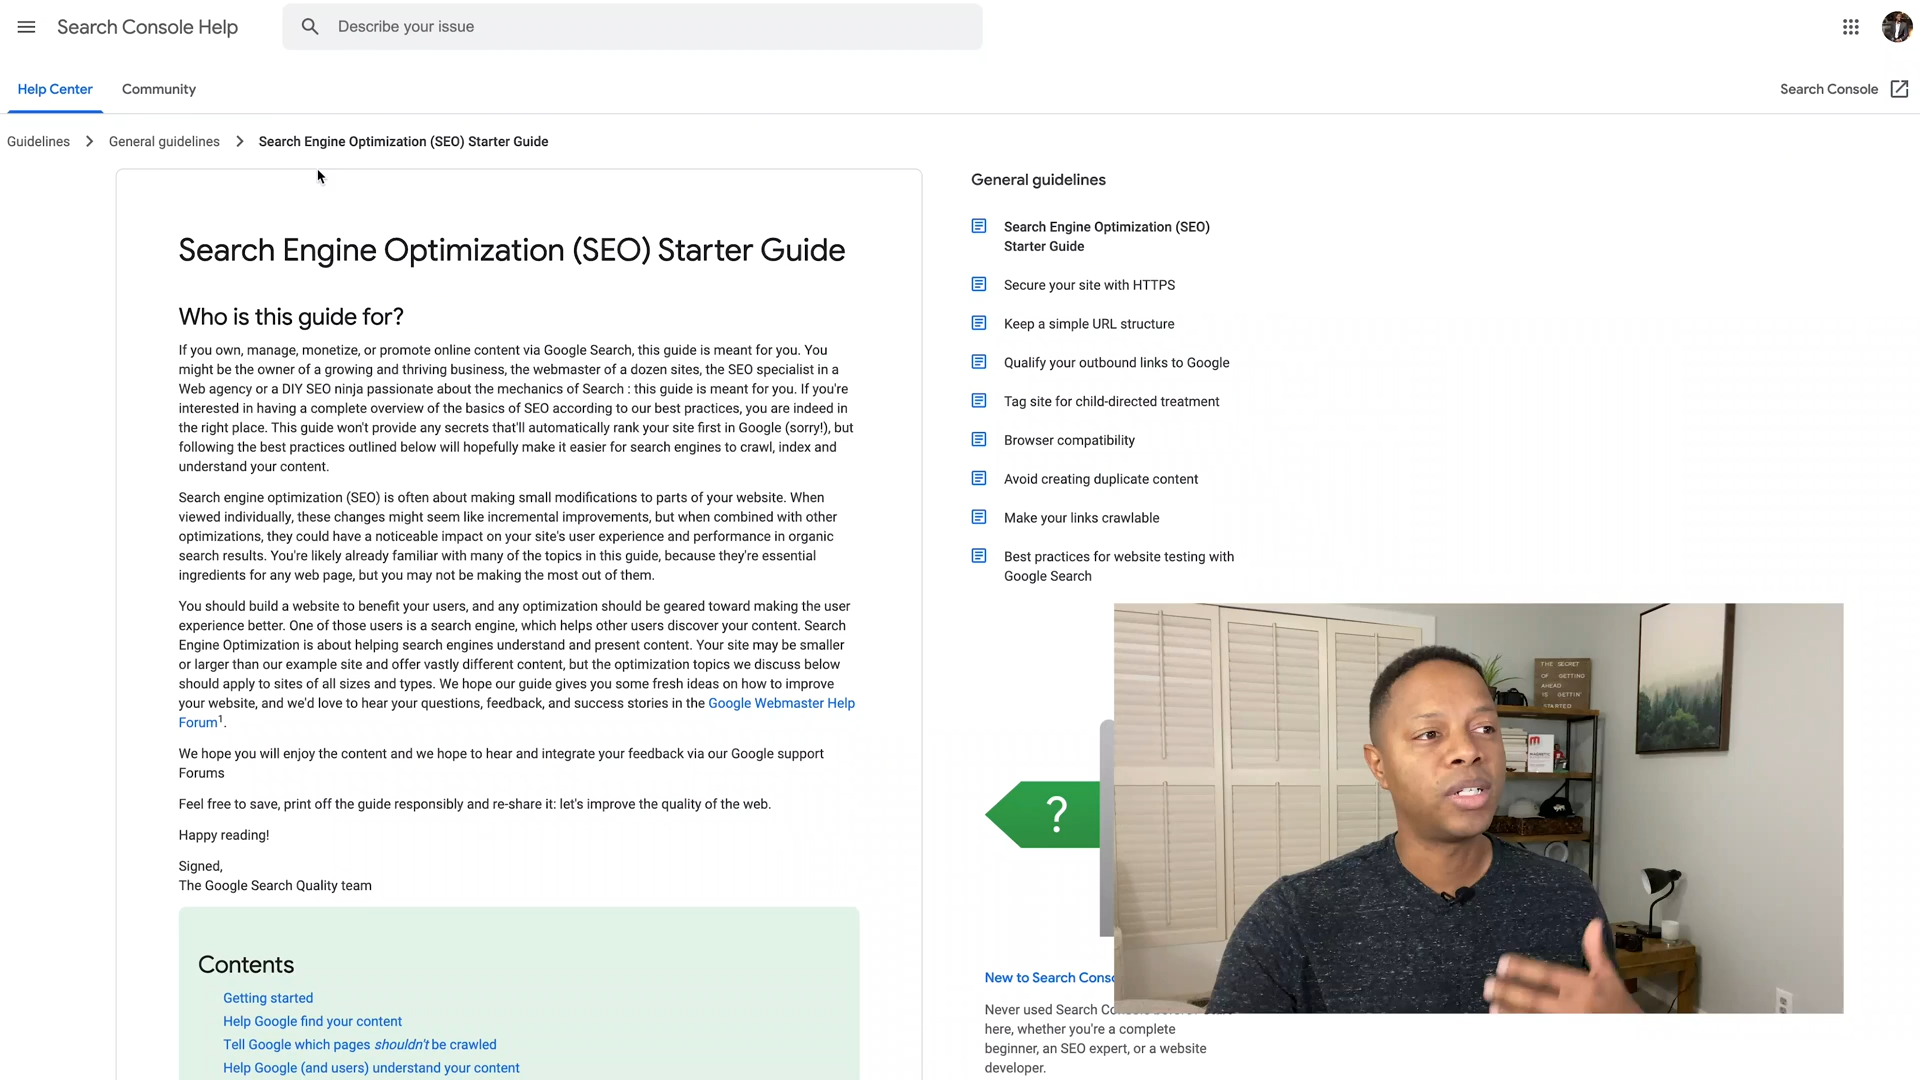 Search Console Help
Describe your issue
Help Center
Community
Search Console
Guidelines
General guidelines
Search Engine Optimization (SEO) Starter Guide
Search Engine Optimization (SEO) Starter Guide
Who is this guide for?
If you own, manage, monetize, or promote online content via Google Search, this guide is meant for you. You
might be the owner of a growing and thriving business, the webmaster of a dozen sites, the SEO specialist in a
Web agency or a DIY SEO ninja passionate about the mechanics of Search : this guide is meant for you. If you're
interested in having a complete overview of the basics of SEO according to our best practices, you are indeed in
the right place. This guide won't provide any secrets that'll automatically rank your site first in Google (sorry!), but
following the best practices outlined below will hopefully make it easier for search engines to crawl, index and
understand your content.
Search engine optimization (SEO) is often about making small modifications to parts of your website. When
viewed individually, these changes might seem like incremental improvements, but when combined with other
optimizations, they could have a noticeable impact on your site's user experience and performance in organic
search results. You're likely already familiar with many of the topics in this guide, because they're essential
ingredients for any web page, but you may not be making the most out of them.
You should build a website to benefit your users, and any optimization should be geared toward making the user
experience better. One of those users is a search engine, which helps other users discover your content. Search
Engine Optimization is about helping search engines understand and present content. Your site may be smaller
or larger than our example site and offer vastly different content, but the optimization topics we discuss below
should apply to sites of all sizes and types. We hope our guide gives you some fresh ideas on how to improve
your website, and we'd love to hear your questions, feedback, and success stories in the Google Webmaster Help
Forum¹.
We hope you will enjoy the content and we hope to hear and integrate your feedback via our Google support
Forums
Feel free to save, print off the guide responsibly and re-share it: let's improve the quality of the web.
Happy reading!
Signed,
The Google Search Quality team
Contents
Getting started
Help Google find your content
Tell Google which pages shouldn't be crawled
Help Google (and users) understand your content
General guidelines
Search Engine Optimization (SEO)
Starter Guide
Secure your site with HTTPS
Keep a simple URL structure
Qualify your outbound links to Google
Tag site for child-directed treatment
Browser compatibility
Avoid creating duplicate content
Make your links crawlable
Best practices for website testing with
Google Search
?
THE SECRET
OF GETTING
AHEAD
IS GETTIN'
STARTED
New to Search
Never used Search
here, whether you're a complete
beginner, an SEO expert, or a website
developer.